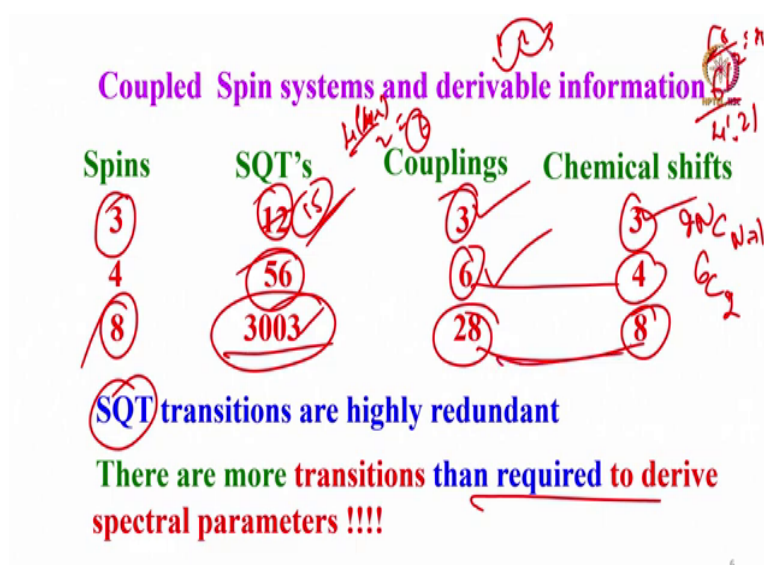 Coupled Spin systems and derivable information
Spins SQT's Couplings Chemical shifts
3 12 15 3 3
4 56 6 4
8 3003 28 8
SQT transitions are highly redundant
There are more transitions than required to derive
spectral parameters !!!!